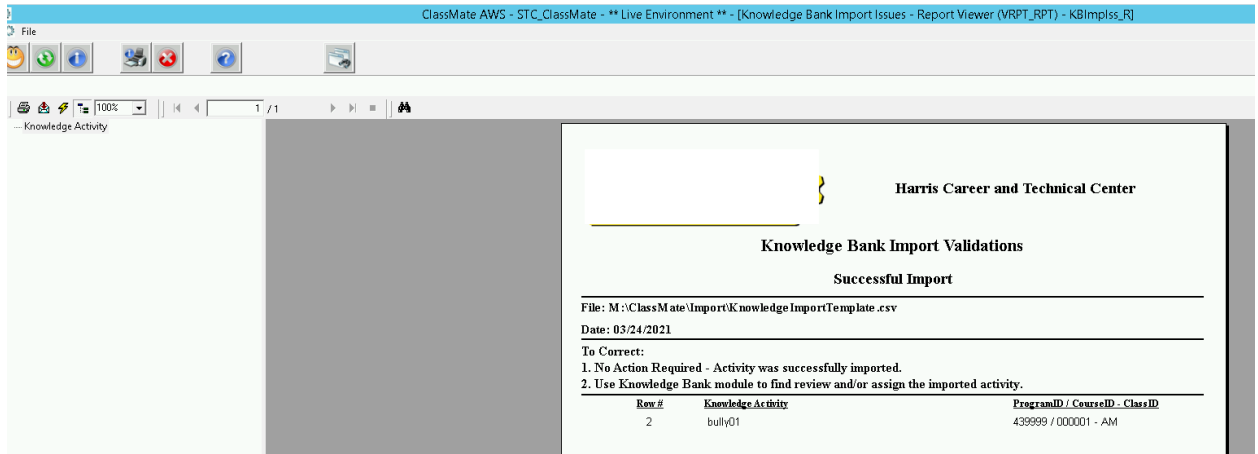 ClassMate AWS - STC_ClassMate - ** Live Environment ** - [Knowledge Bank Import Issues - Report Viewer (VRPT_RPT) - KBImpIss_R]
File
100%
1 / 1
Knowledge Activity
Harris Career and Technical Center
Knowledge Bank Import Validations
Successful Import
File: M:\ClassMate\Import\KnowledgeImportTemplate.csv
Date: 03/24/2021
To Correct:
1. No Action Required - Activity was successfully imported.
2. Use Knowledge Bank module to find review and/or assign the imported activity.
Row # Knowledge Activity ProgramID / CourseID - ClassID
2 bully01 439999 / 000001 - AM